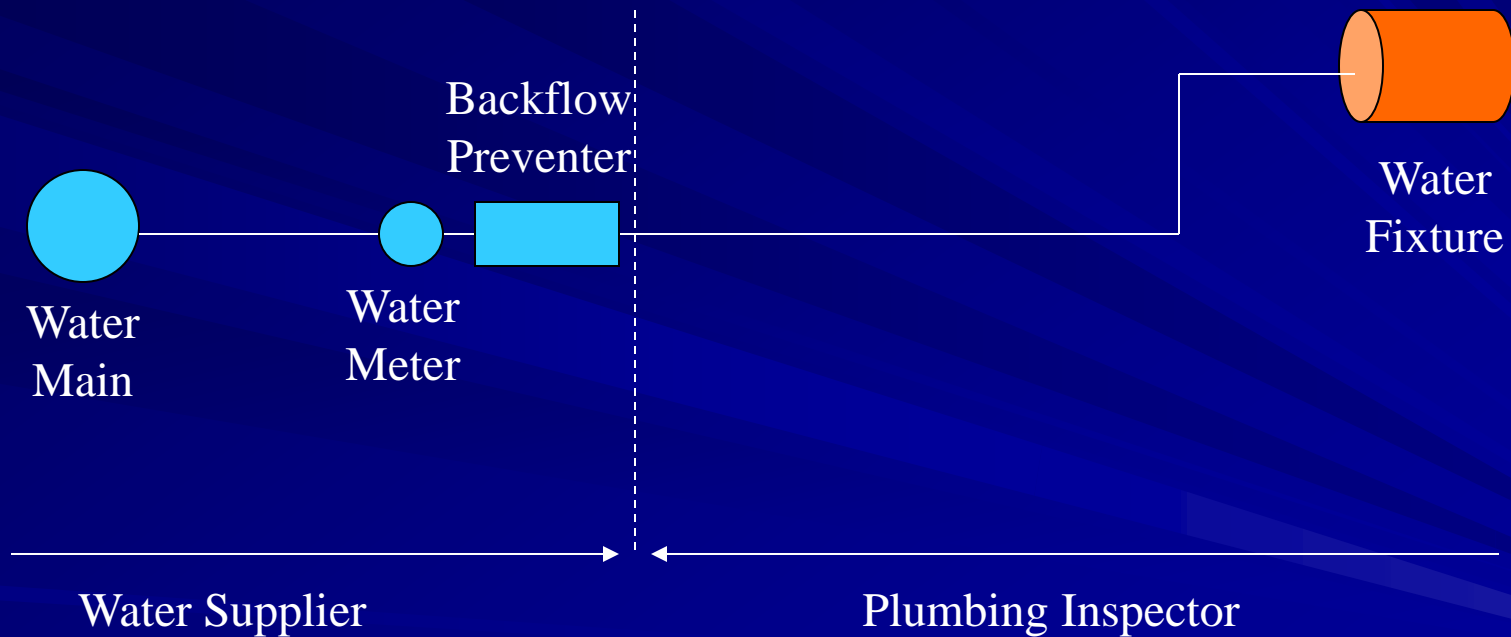 Backflow
Preventer
Water
Fixture
Water
Main
Water
Meter
Water Supplier
Plumbing Inspector